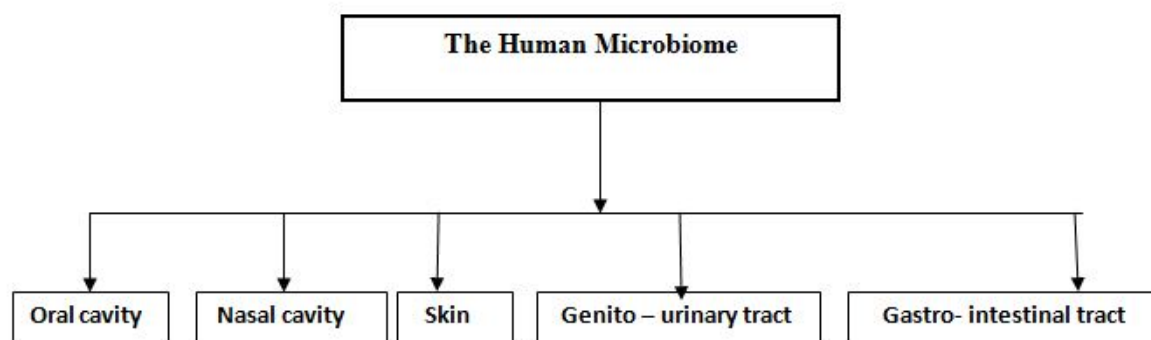 The Human Microbiome
Oral cavity
Nasal cavity
Skin
Genito – urinary tract
Gastro- intestinal tract